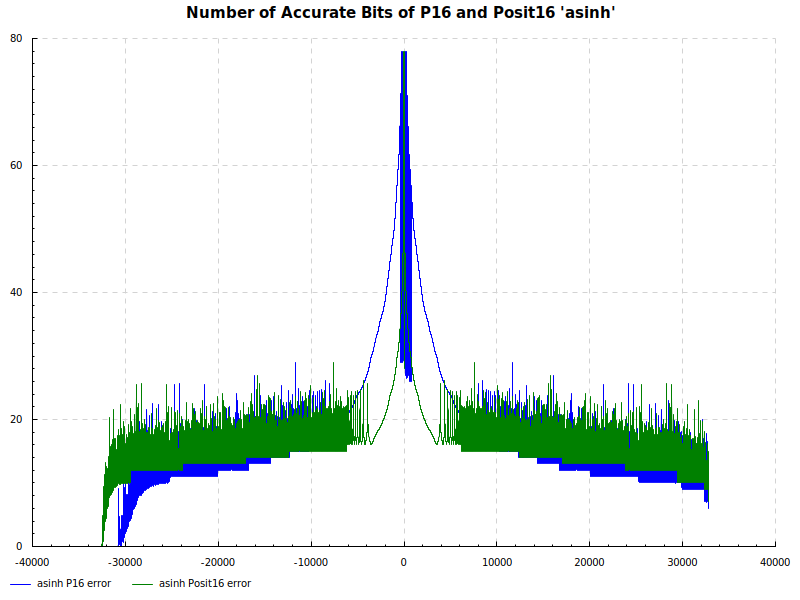 Number of Accurate Bits of P16 and Posit16 'asinh'
80
60
40
20
0
-40000 -30000 -20000 -10000 0 10000 20000 30000 40000
asinh P16 error asinh Posit16 error